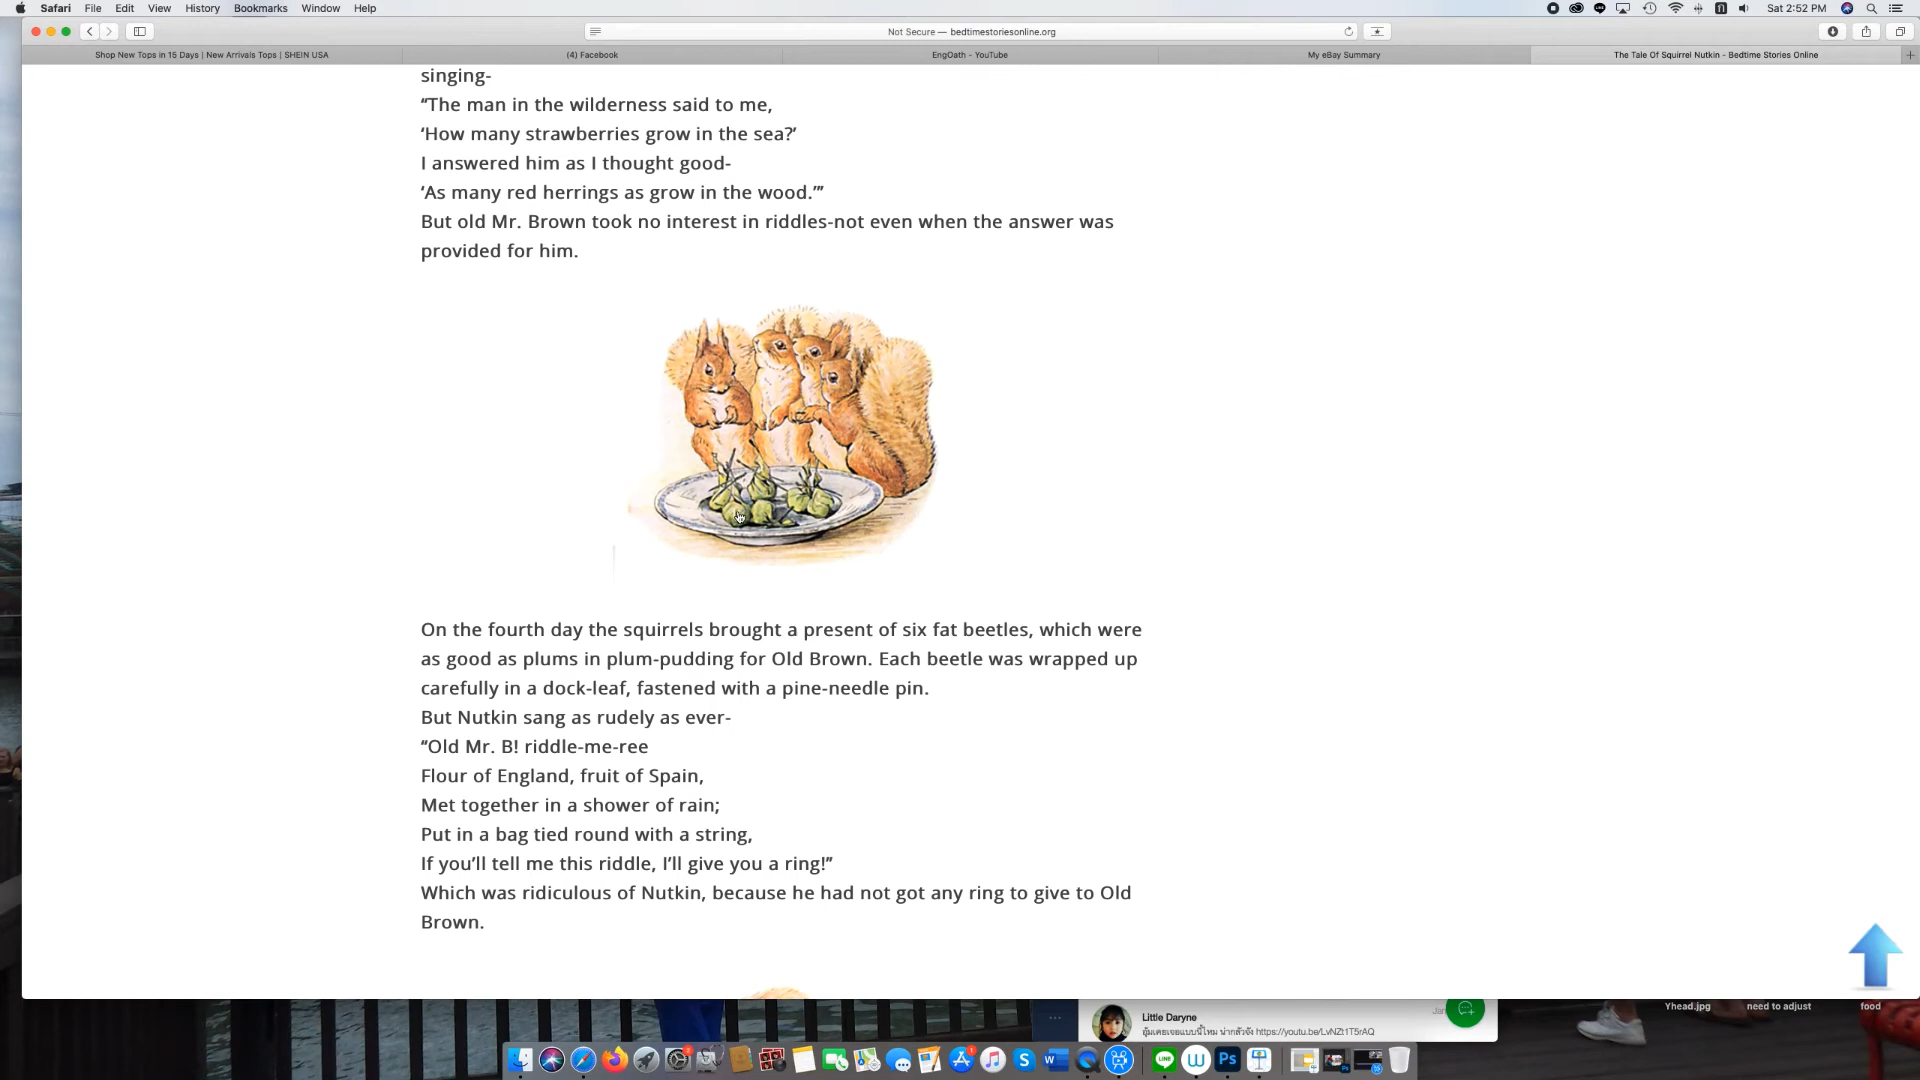 Safari File Edit View History Bookmarks Window Help
Sat 2:52 PM
Not Secure — bedtimestoriesonline.org
Shop New Tops in 15 Days | New Arrivals Tops | SHEIN USA
(4) Facebook
EngOath - YouTube
My eBay Summary
The Tale Of Squirrel Nutkin - Bedtime Stories Online
singing-
“The man in the wilderness said to me,
‘How many strawberries grow in the sea?’
I answered him as I thought good-
‘As many red herrings as grow in the wood.’”
But old Mr. Brown took no interest in riddles-not even when the answer was
provided for him.
On the fourth day the squirrels brought a present of six fat beetles, which were
as good as plums in plum-pudding for Old Brown. Each beetle was wrapped up
carefully in a dock-leaf, fastened with a pine-needle pin.
But Nutkin sang as rudely as ever-
“Old Mr. B! riddle-me-ree
Flour of England, fruit of Spain,
Met together in a shower of rain;
Put in a bag tied round with a string,
If you’ll tell me this riddle, I’ll give you a ring!”
Which was ridiculous of Nutkin, because he had not got any ring to give to Old
Brown.
Yhead.jpg
need to adjust
food
Little Daryne
https://youtu.be/LvNZt1T5rAQ
LINE
W
Ps